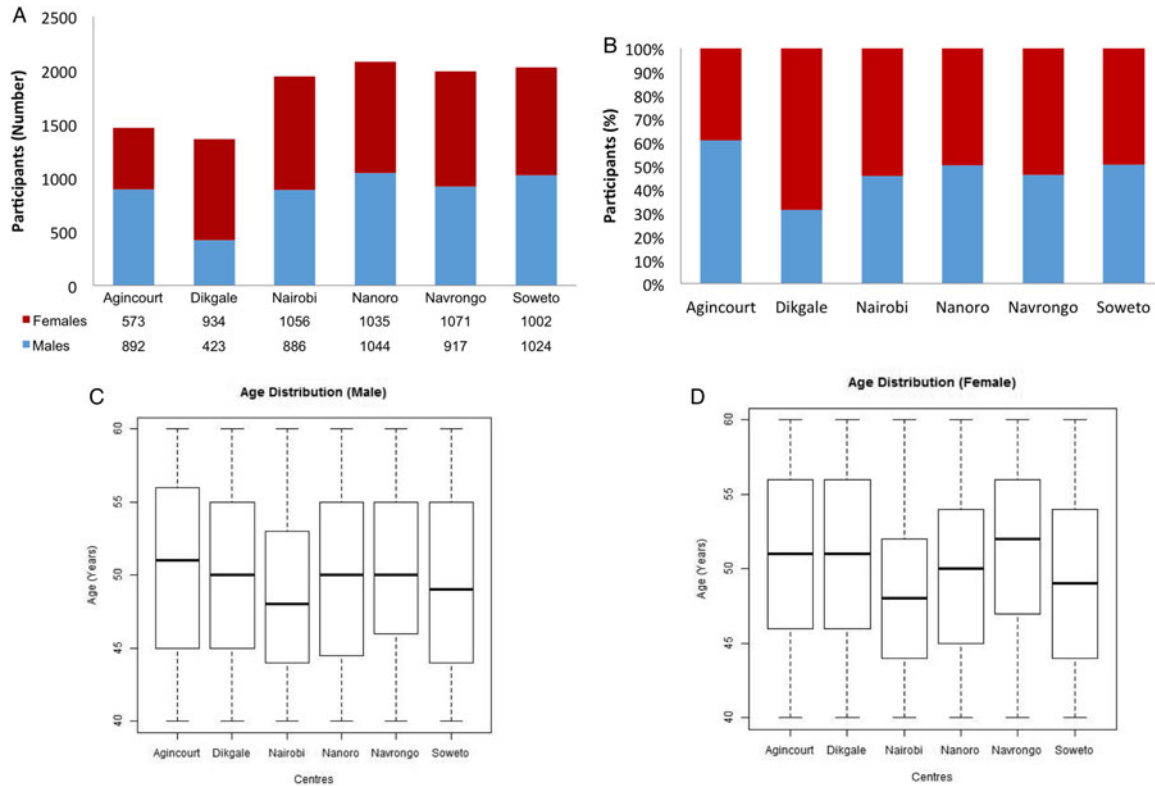 A
2500
2000
1500
1000
500
0
Participants (Number)
Agincourt Dikgale Nairobi Nanoro Navrongo Soweto
Females 573 934 1056 1035 1071 1002
Males 892 423 886 1044 917 1024
B
100%
90%
80%
70%
60%
50%
40%
30%
20%
10%
0%
Participants (%)
Agincourt Dikgale Nairobi Nanoro Navrongo Soweto
C
Age Distribution (Male)
60
55
50
45
40
Age (Years)
Agincourt Dikgale Nairobi Nanoro Navrongo Soweto
Centres
D
Age Distribution (Female)
60
55
50
45
40
Age (Years)
Agincourt Dikgale Nairobi Nanoro Navrongo Soweto
Centres